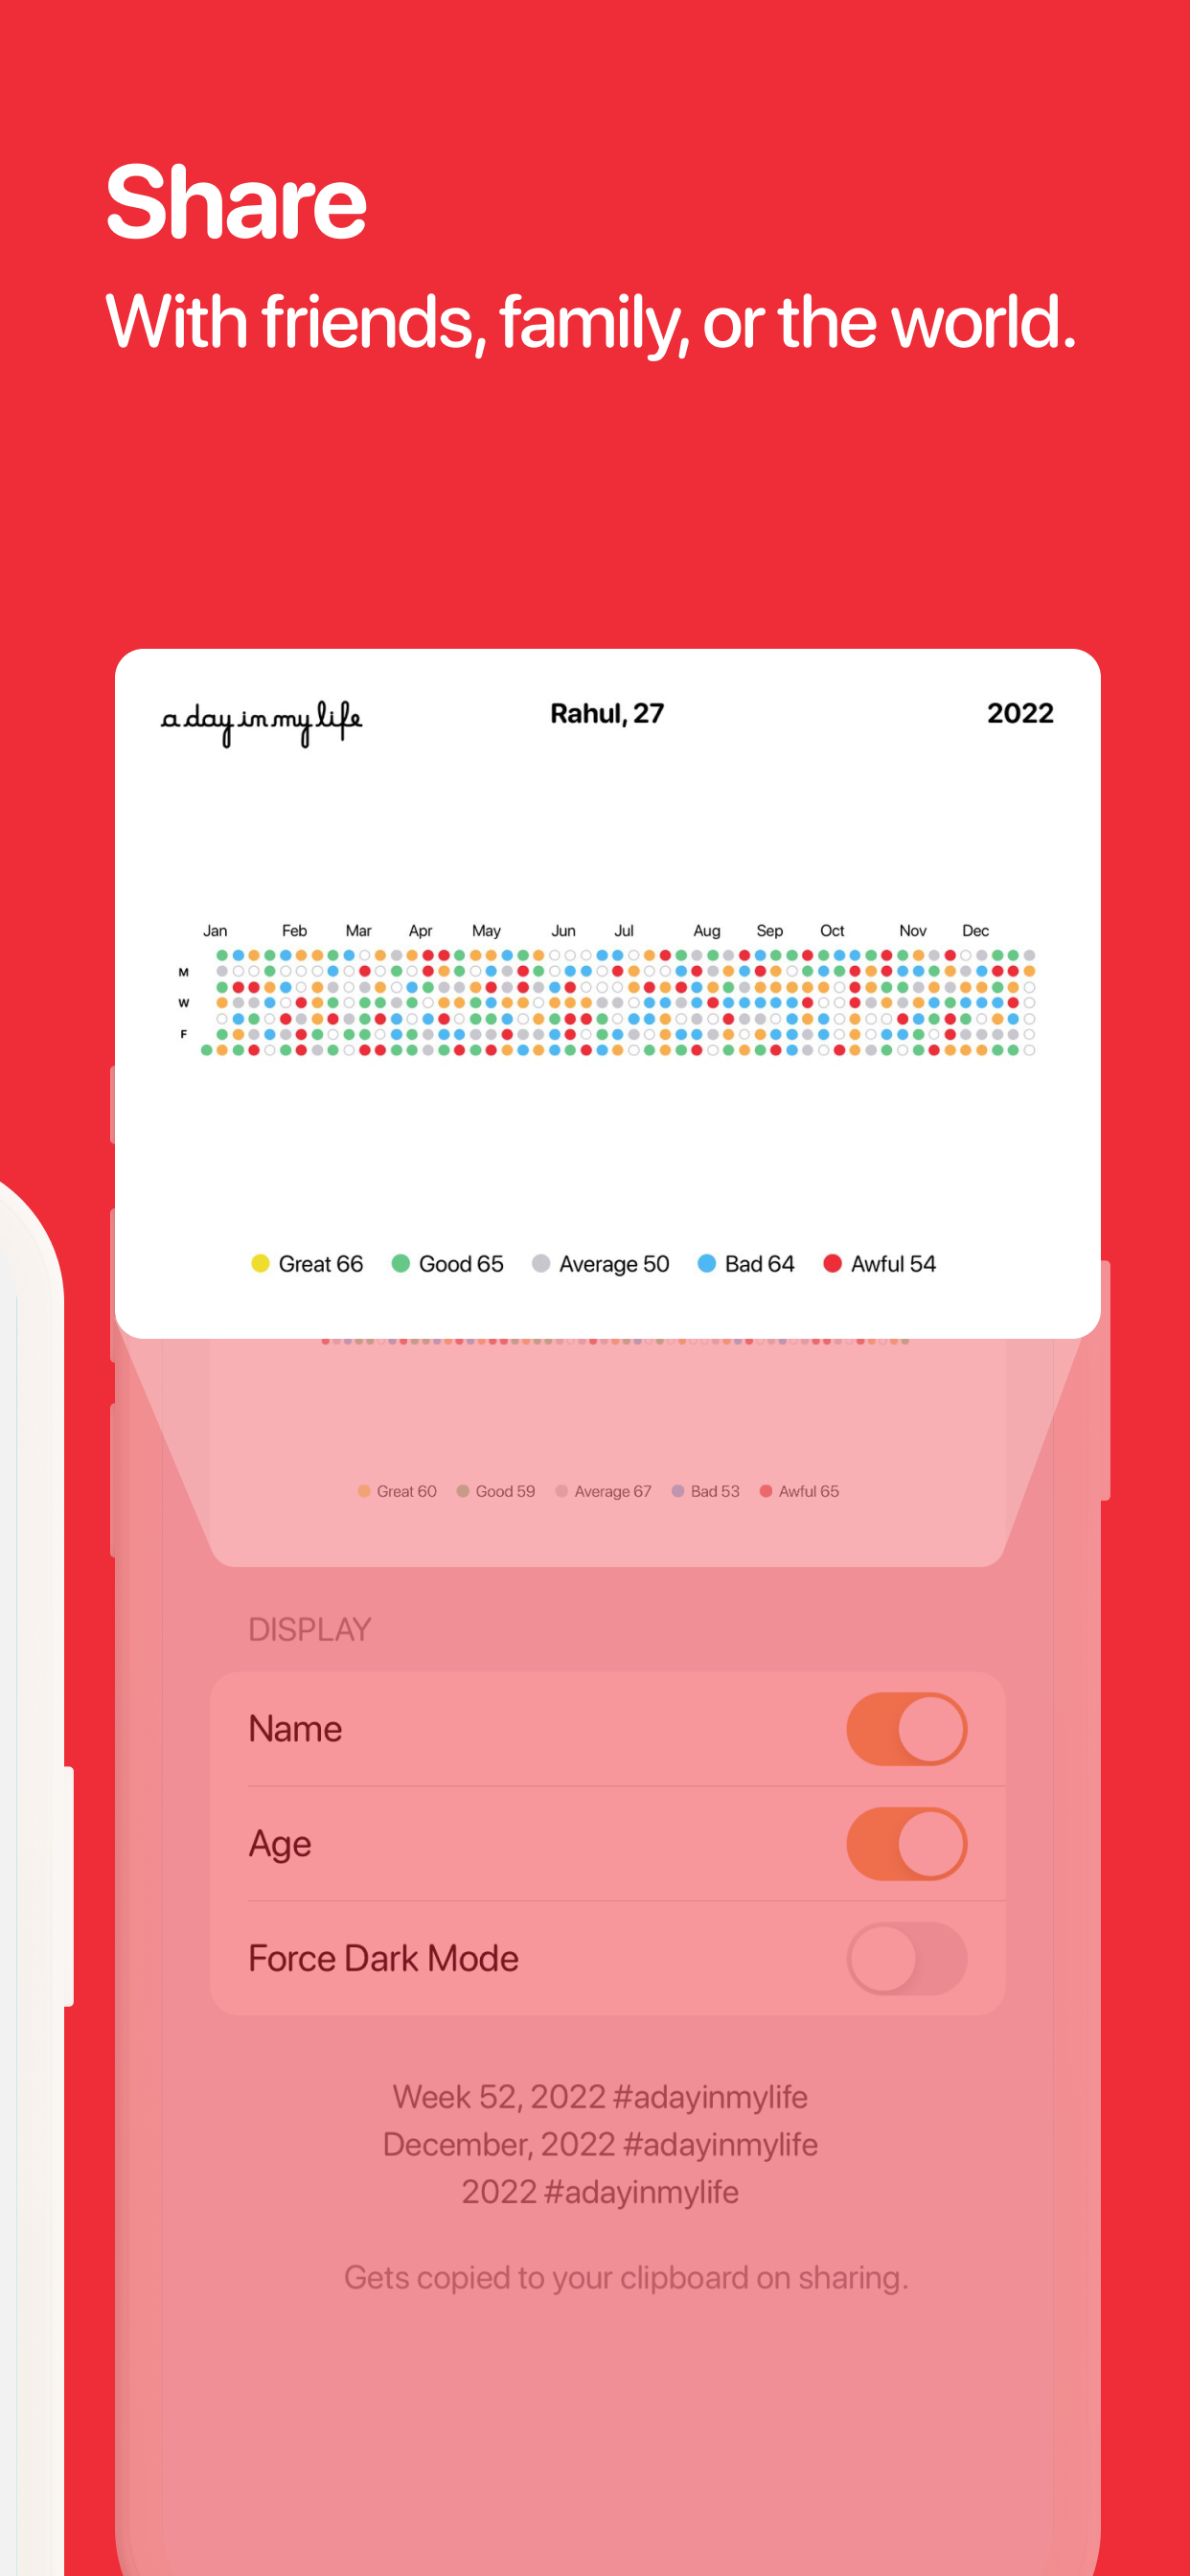 Share
With friends, family, or the world.
a day in my life
Rahul, 27
2022
Jan Feb Mar Apr May Jun Jul Aug Sep Oct Nov Dec
M
W
F
Great 66 Good 65 Average 50 Bad 64 Awful 54
Great 60 Good 59 Average 67 Bad 53 Awful 65
DISPLAY
Name
Age
Force Dark Mode
Week 52, 2022 #adayinmylife
December, 2022 #adayinmylife
2022 #adayinmylife
Gets copied to your clipboard on sharing.